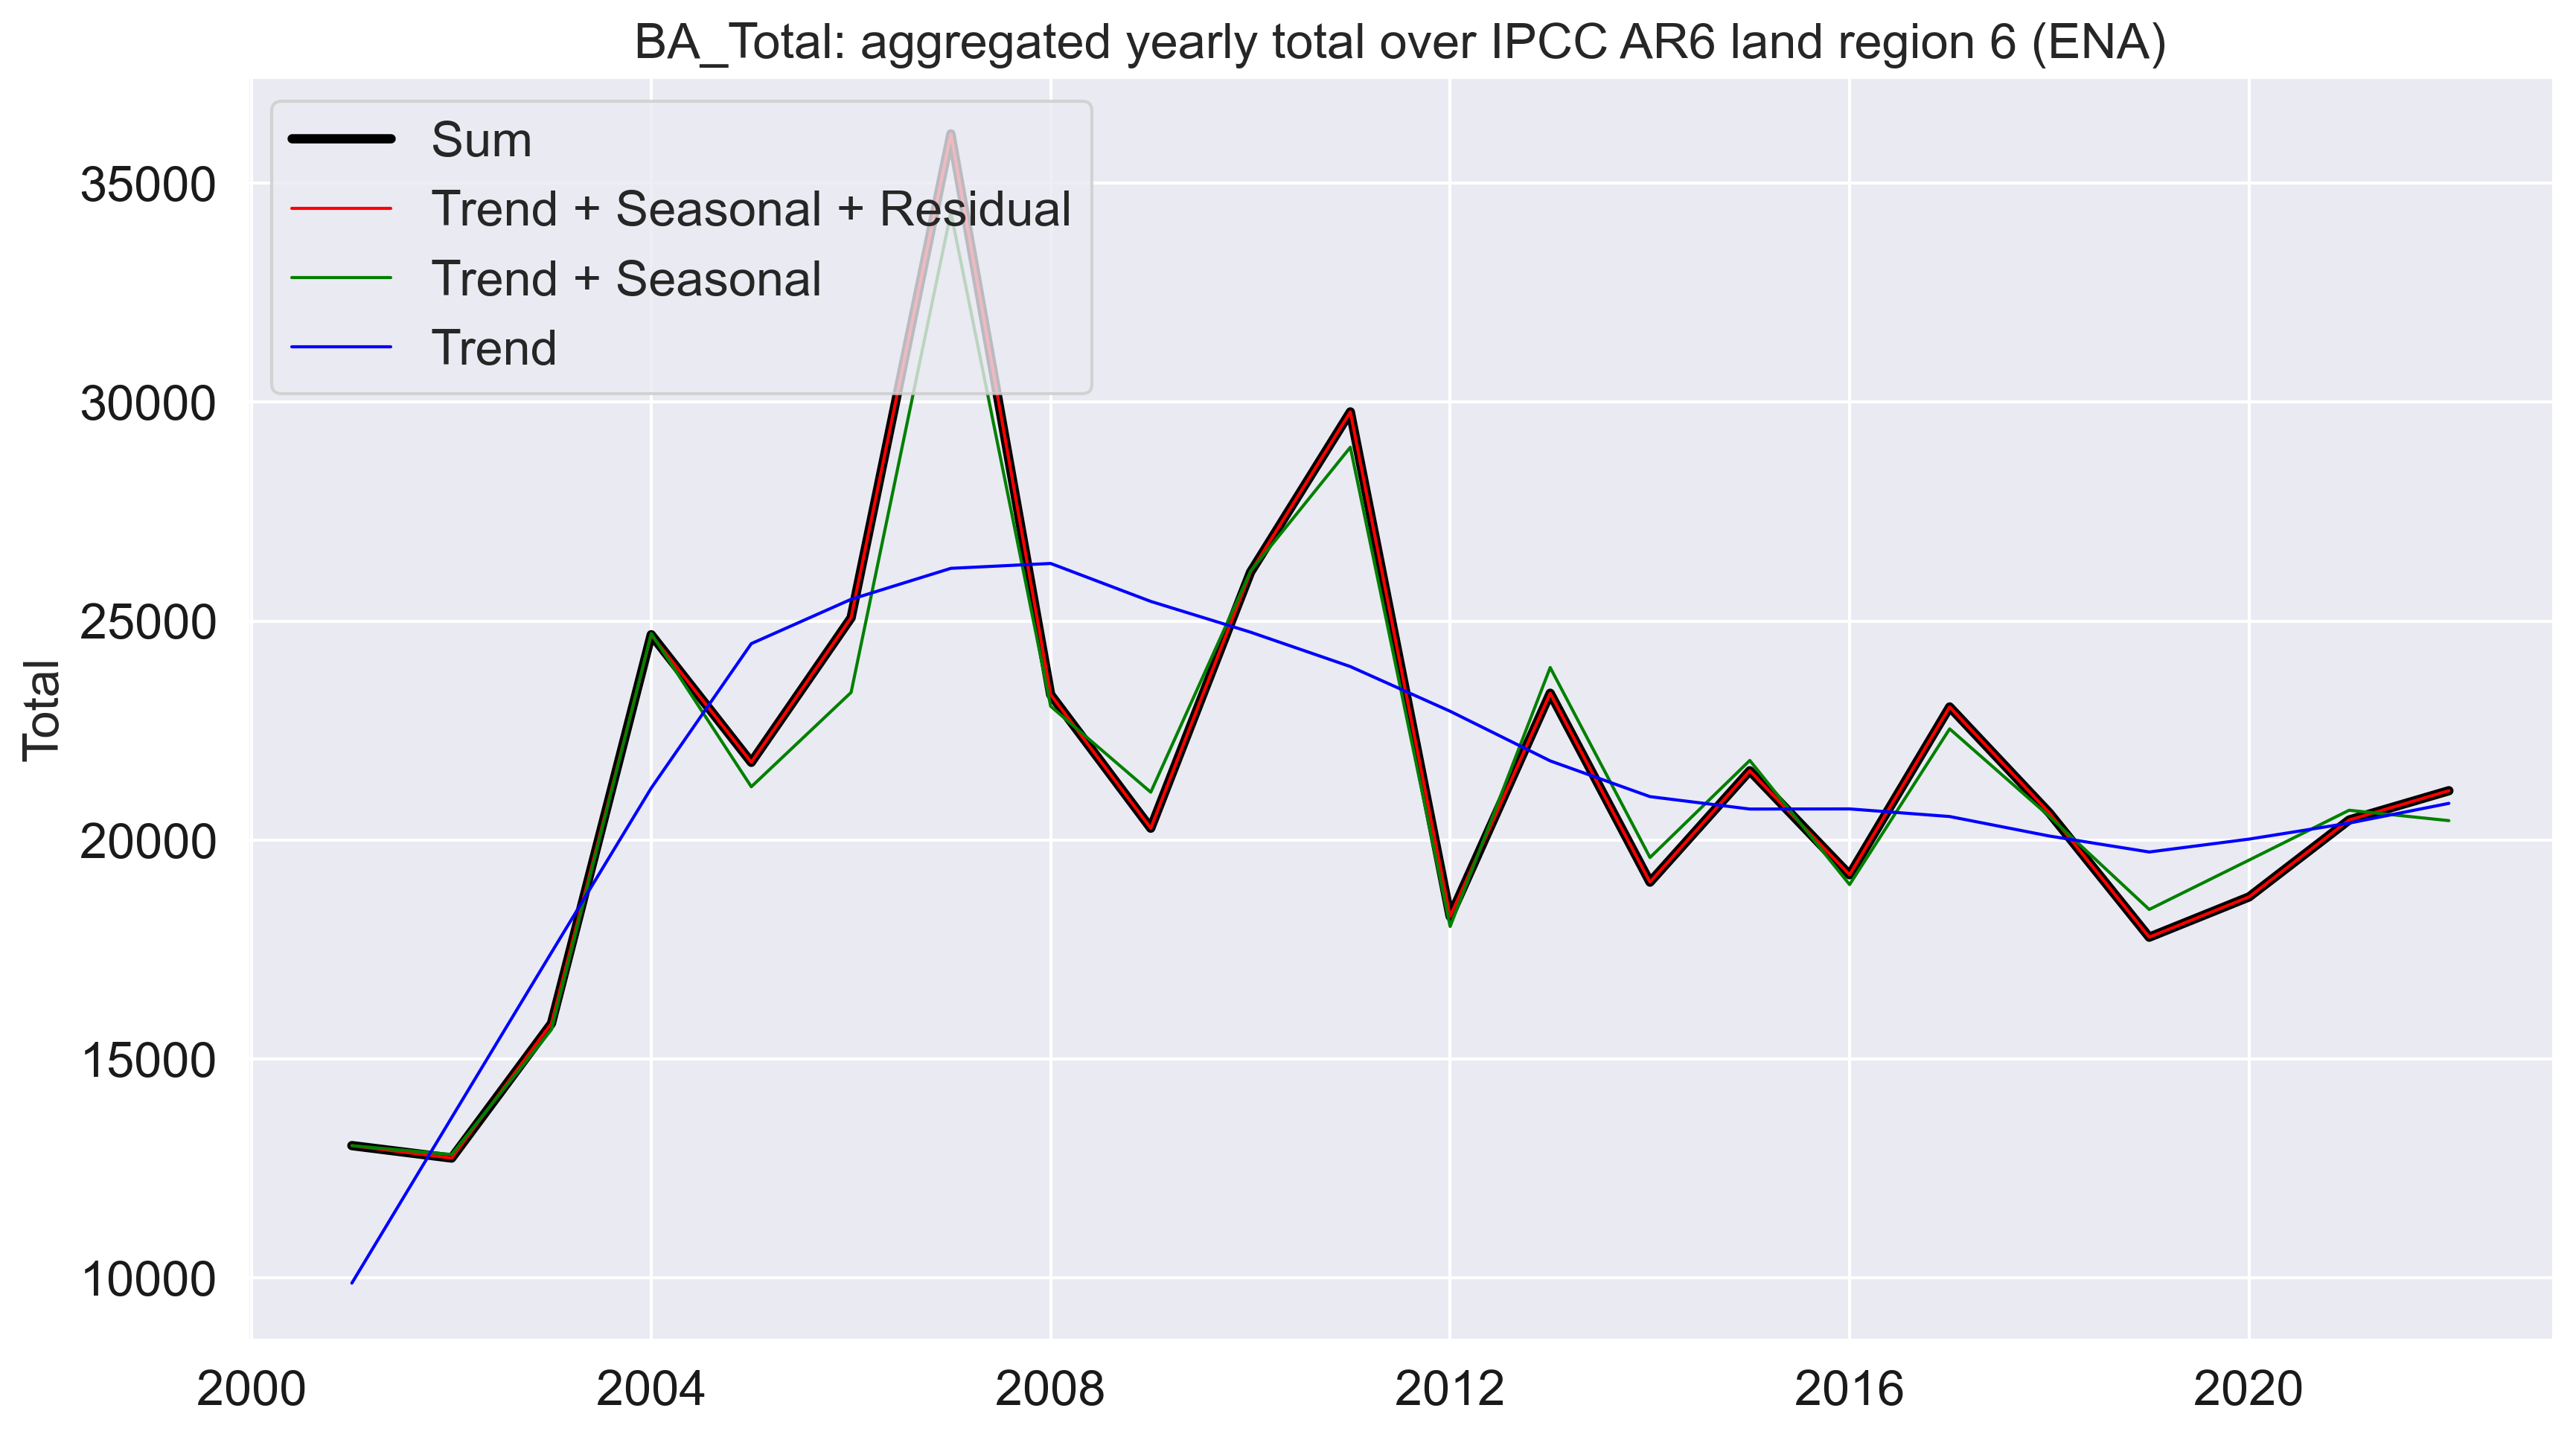 BA_Total: aggregated yearly total over IPCC AR6 land region 6 (ENA)
Sum
Trend + Seasonal + Residual
Trend + Seasonal
Trend
35000
30000
25000
20000
15000
10000
Total
2000 2004 2008 2012 2016 2020